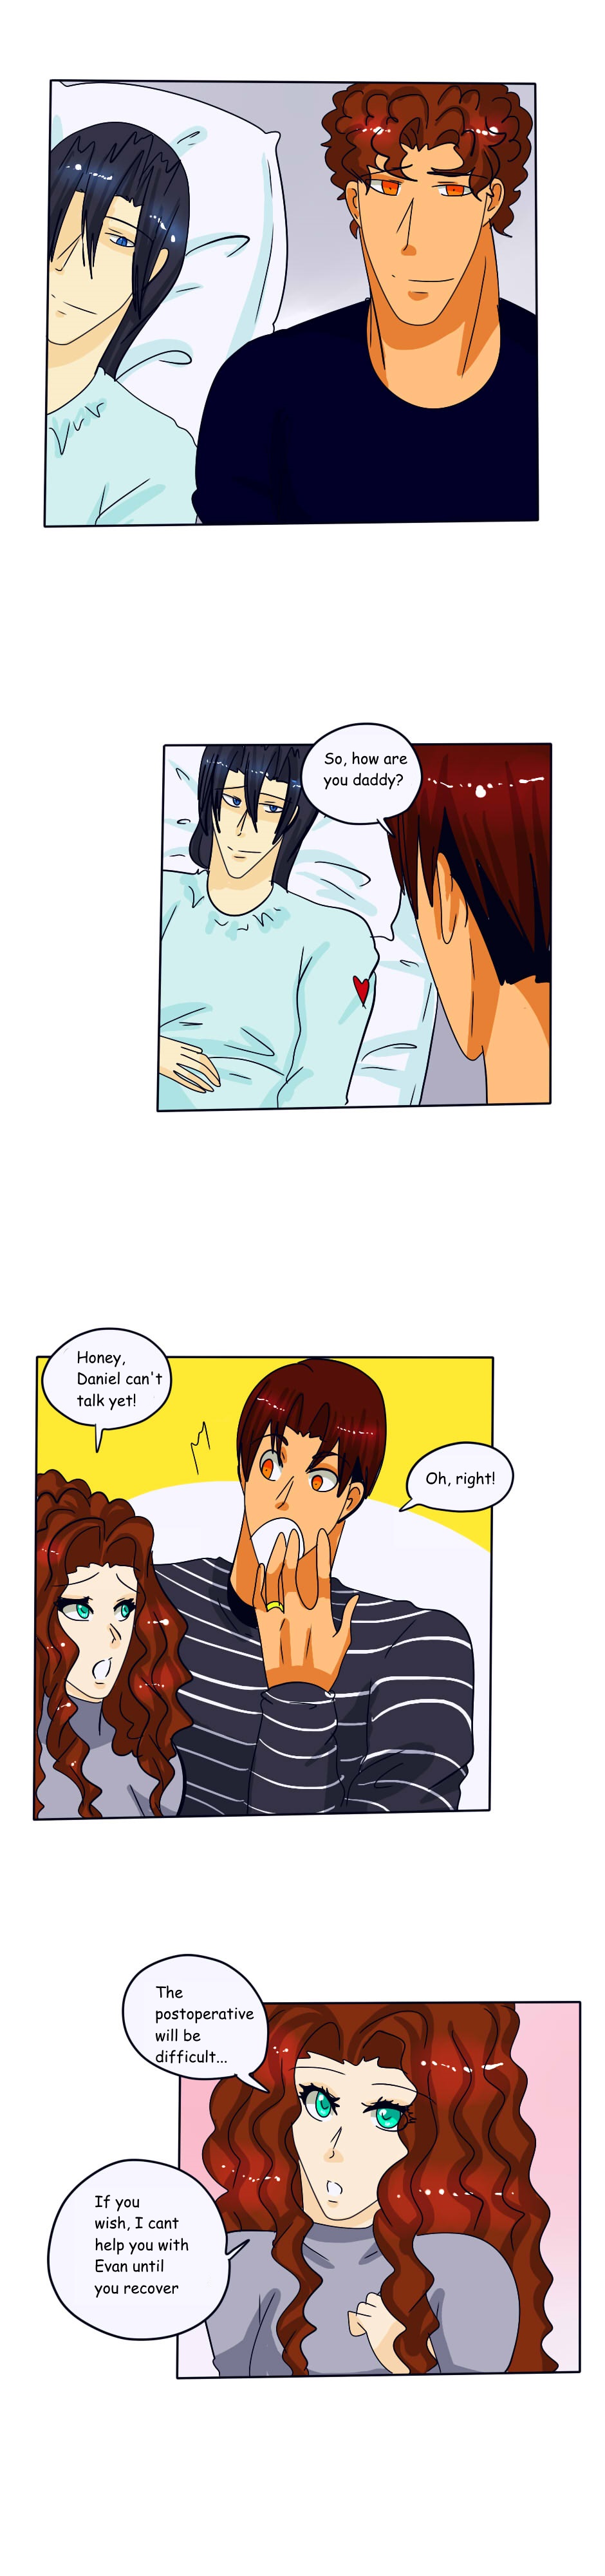 So, how are
you daddy?
Honey,
Daniel can't
talk yet!
Oh, right!
The
postoperative
will be
difficult...
If you
wish, I cant
help you with
Evan until
you recover